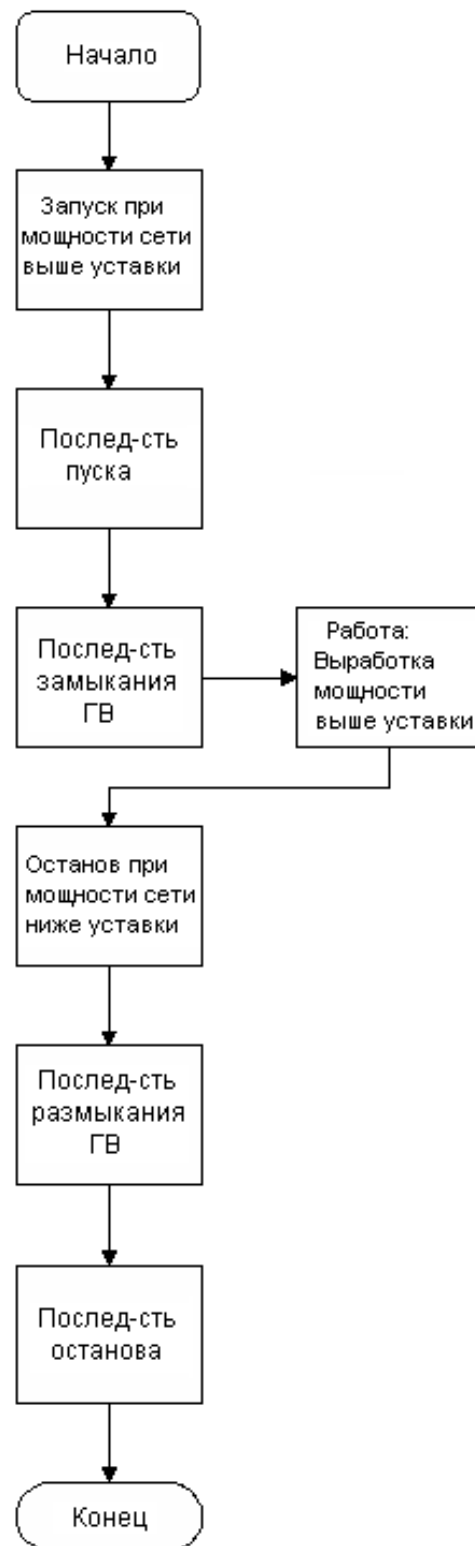 Начало
Запуск при
мощности сети
выше уставки
Послед-сть
пуска
Послед-сть
замыкания
ГВ
Работа:
Выработка
мощности
выше уставки
Останов при
мощности сети
ниже уставки
Послед-сть
размыкания
ГВ
Послед-сть
останова
Конец